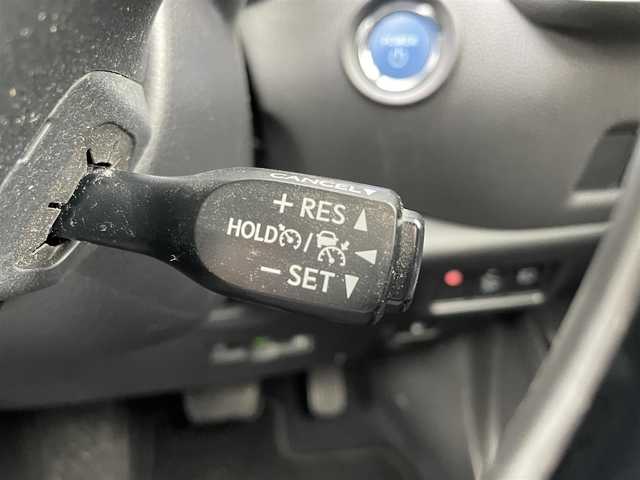 CANCEL
+ RES
HOLD /
- SET